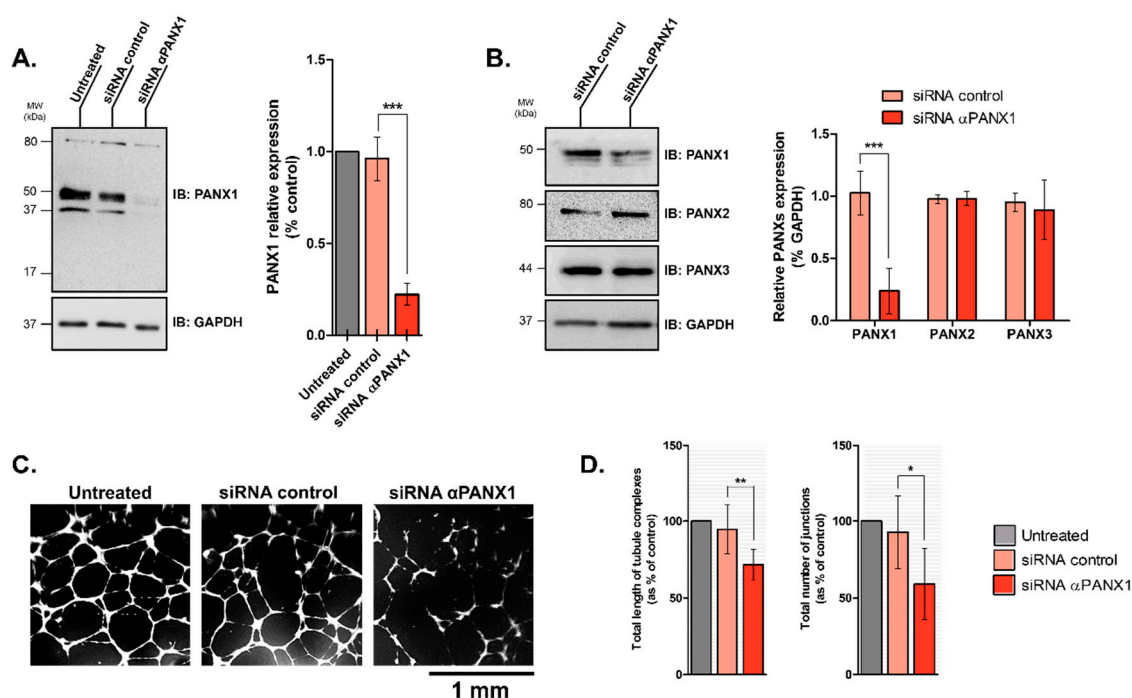 A.
Untreated
siRNA control
siRNA αPANX1
MW
(kDa)
80
50
37
17
37
IB: PANX1
IB: GAPDH
PANX1 relative expression
(% control)
1.5
1.0
0.5
0.0
***
Untreated
siRNA control
siRNA αPANX1
B.
siRNA control
siRNA αPANX1
MW
(kDa)
50
80
44
37
IB: PANX1
IB: PANX2
IB: PANX3
IB: GAPDH
siRNA control
siRNA αPANX1
Relative PANXs expression
(% GAPDH)
1.5
1.0
0.5
0.0
***
PANX1 PANX2 PANX3
C.
Untreated
siRNA control
siRNA αPANX1
1 mm
D.
Total length of tubule complexes
(as % of control)
150
100
50
0
**
Total number of junctions
(as % of control)
150
100
50
0
*
Untreated
siRNA control
siRNA αPANX1